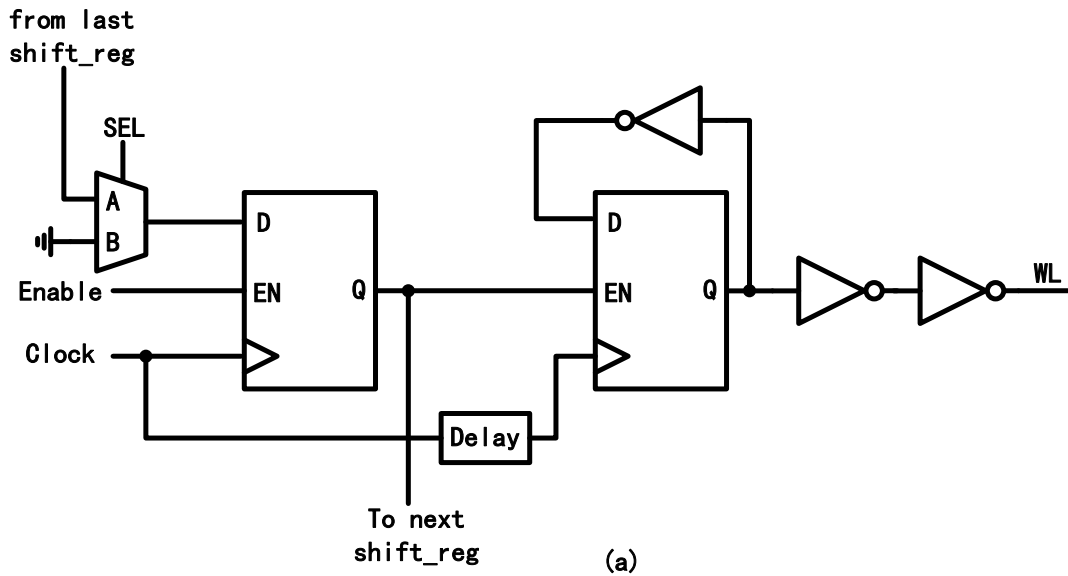 from last
shift_reg
SEL
A
B
D
EN
Q
Enable
Clock
Delay
To next
shift_reg
D
EN
Q
WL
(a)